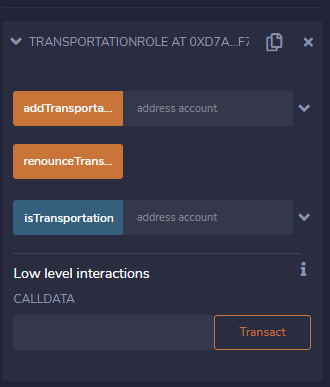 TRANSPORTATIONROLE AT 0XD7A...F7
addTransporta...
address account
renounceTrans...
isTransportation
address account
Low level interactions
i
CALLDATA
Transact